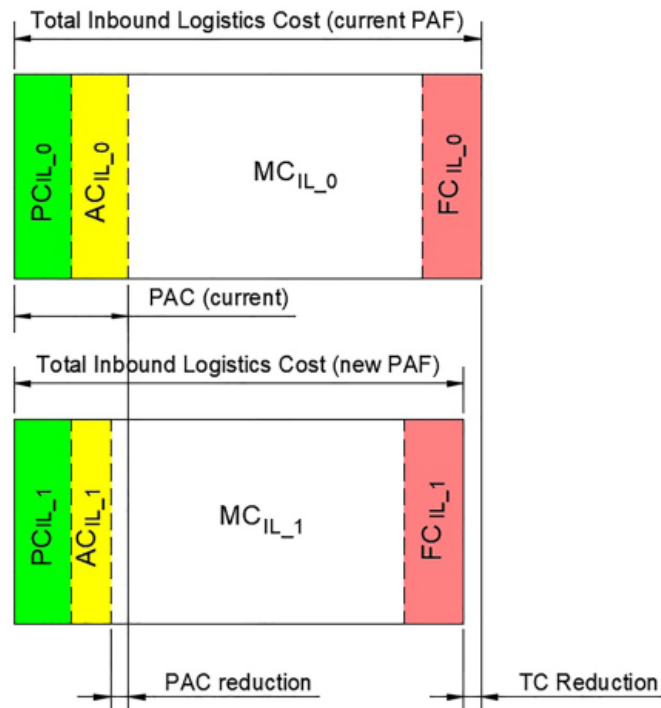 Total Inbound Logistics Cost (current PAF)
PCIL_0
ACIL_0
MCIL_0
FCIL_0
PAC (current)
Total Inbound Logistics Cost (new PAF)
PCIL_1
ACIL_1
MCIL_1
FCIL_1
PAC reduction
TC Reduction